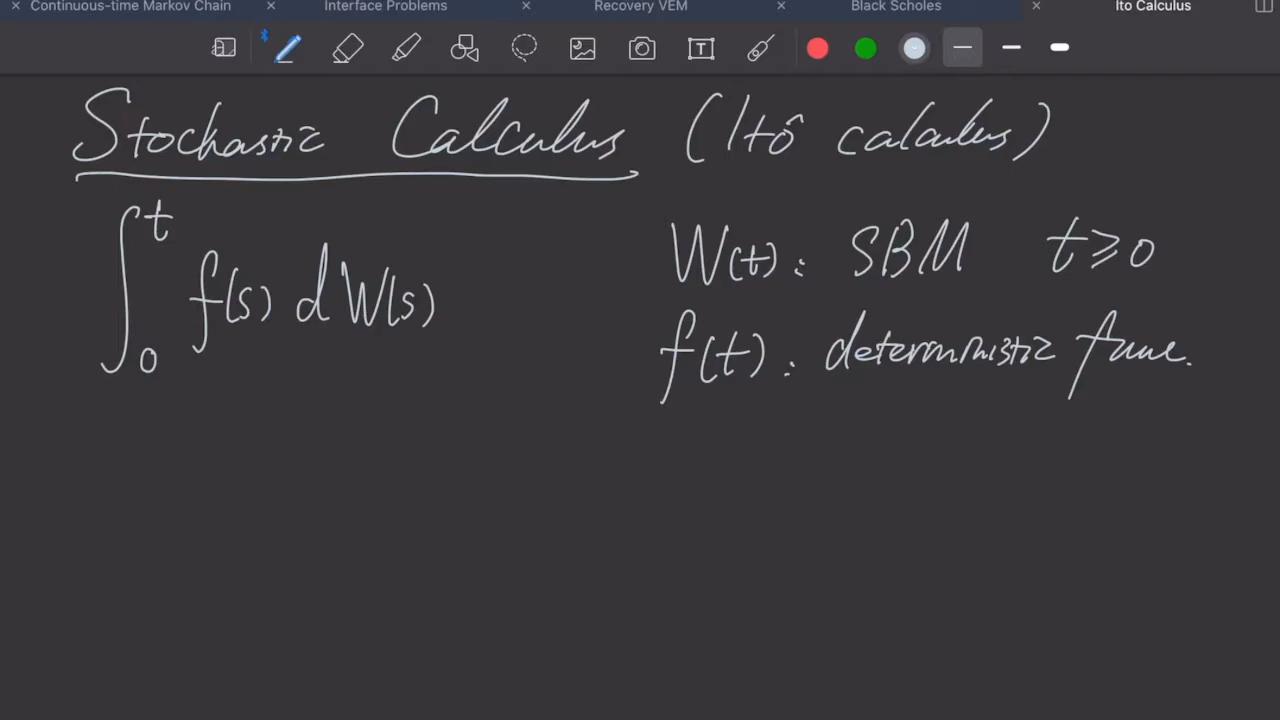 Continuous-time Markov Chain Interface Problems Recovery VEM Black Scholes Ito Calculus
T
Stochastic Calculus (Itô calculus)
∫₀ᵗ f(s) dW(s)
W(t): SBM t ⩾ 0
f(t): deterministic func.